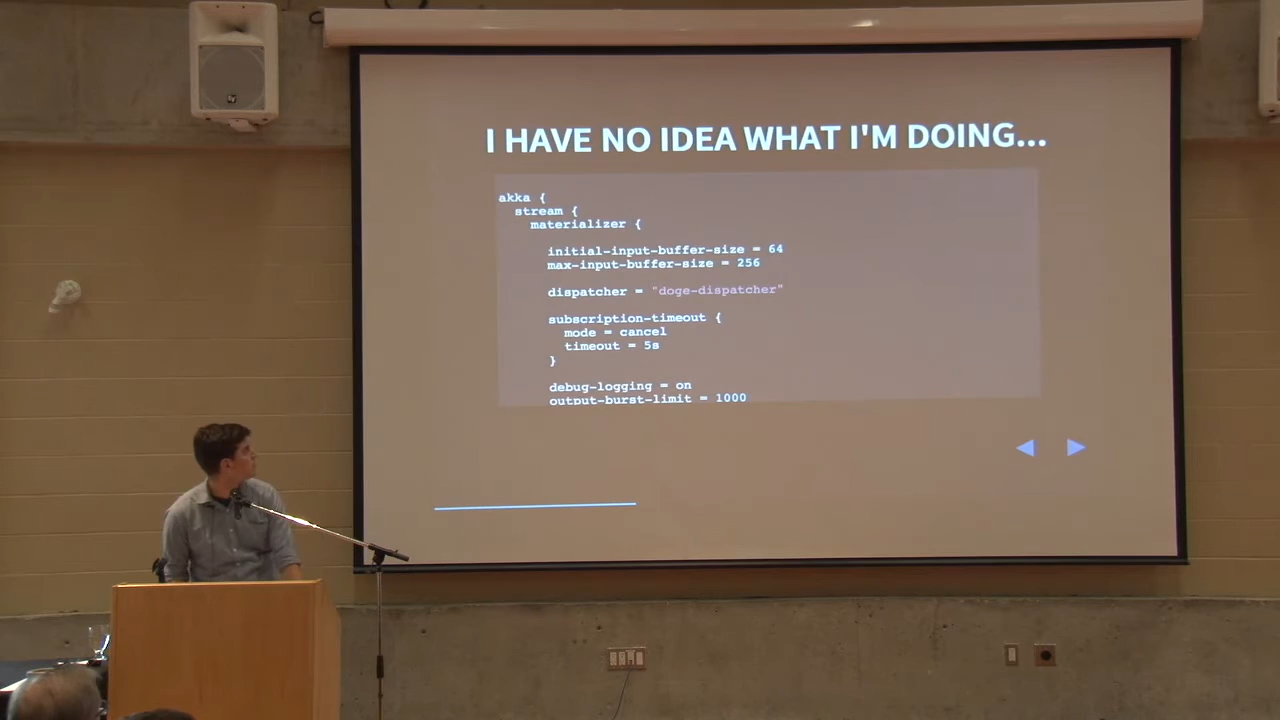 I HAVE NO IDEA WHAT I'M DOING...
akka {
stream {
materializer {
initial-input-buffer-size = 64
max-input-buffer-size = 256
dispatcher = "doge-dispatcher"
subscription-timeout {
mode = cancel
timeout = 5s
}
debug-logging = on
output-burst-limit = 1000